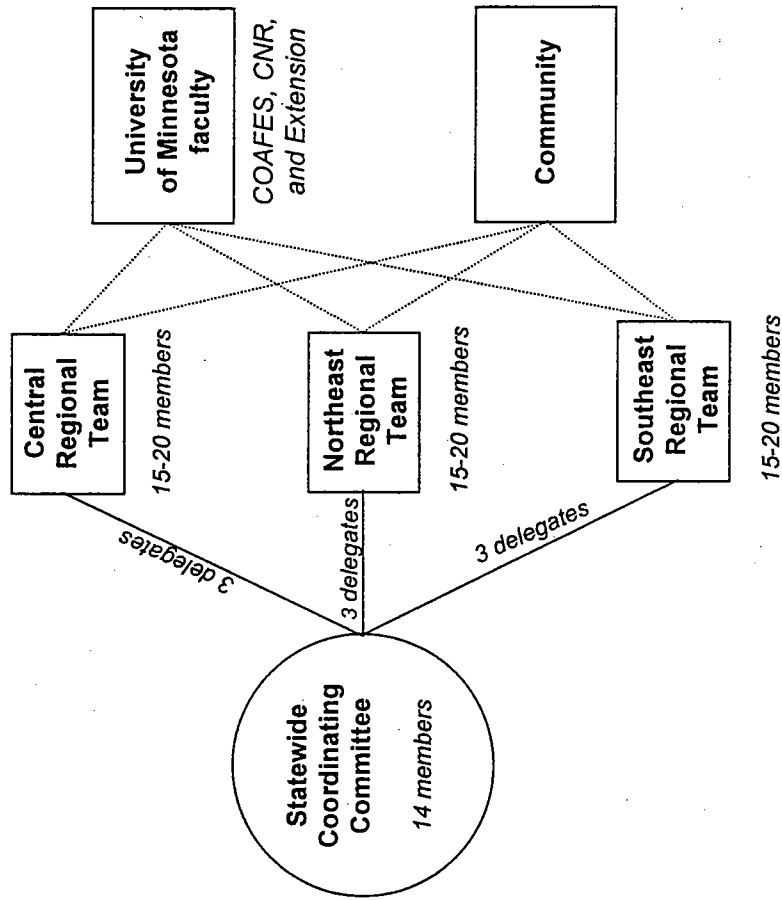 Statewide
Coordinating
Committee
14 members
3 delegates
3 delegates
3 delegates
Central
Regional
Team
15-20 members
Northeast
Regional
Team
15-20 members
Southeast
Regional
Team
15-20 members
University
of Minnesota
faculty
COAFES, CNR,
and Extension
Community